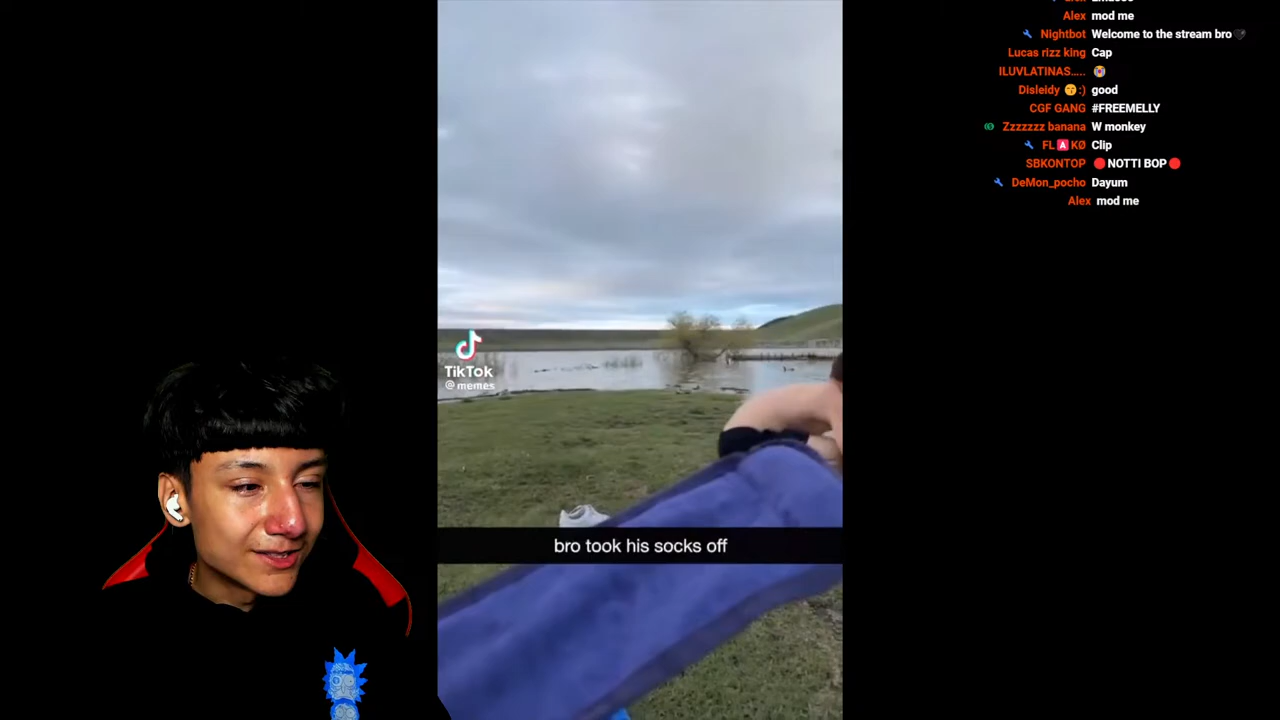 Alex mod me
Nightbot Welcome to the stream bro🖤
Lucas rizz king Cap
ILUVLATINAS..... 😭
Disleidy 😙:) good
CGF GANG #FREEMELLY
Zzzzzzz banana W monkey
FL🅰️KØ Clip
SBKONTOP 🔴NOTTI BOP🔴
DeMon_pocho Dayum
Alex mod me
TikTok
@memes
bro took his socks off